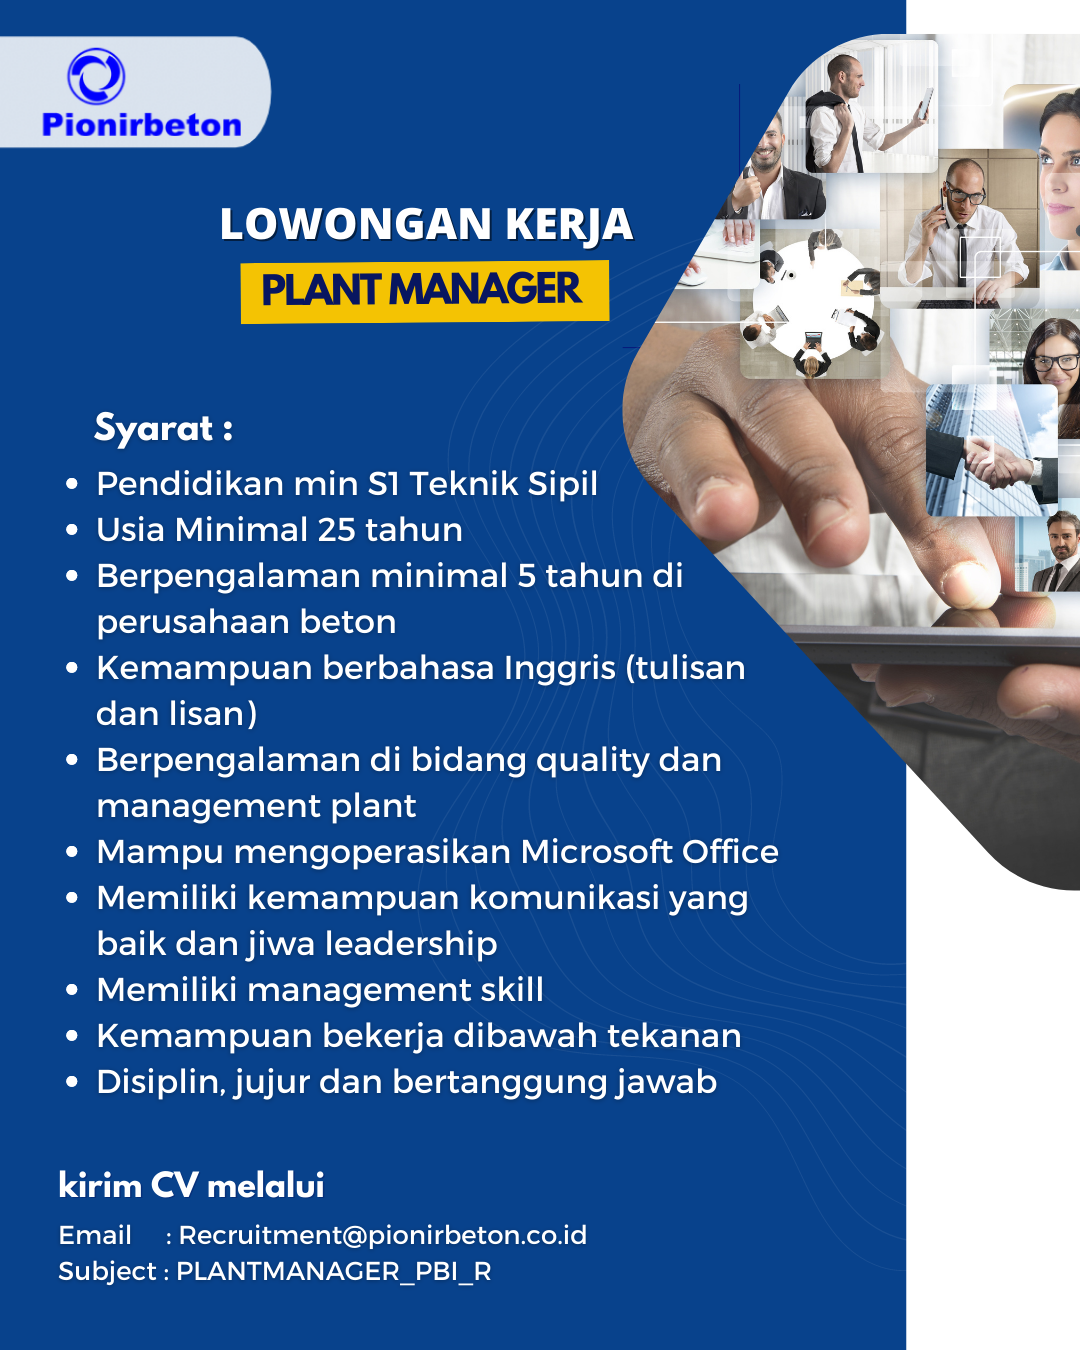 Pionirbeton
LOWONGAN KERJA
PLANT MANAGER
Syarat :
• Pendidikan min S1 Teknik Sipil
• Usia Minimal 25 tahun
• Berpengalaman minimal 5 tahun di
perusahaan beton
• Kemampuan berbahasa Inggris (tulisan
dan lisan)
• Berpengalaman di bidang quality dan
management plant
• Mampu mengoperasikan Microsoft Office
• Memiliki kemampuan komunikasi yang
baik dan jiwa leadership
• Memiliki management skill
• Kemampuan bekerja dibawah tekanan
• Disiplin, jujur dan bertanggung jawab
kirim CV melalui
Email : Recruitment@pionirbeton.co.id
Subject : PLANTMANAGER_PBI_R